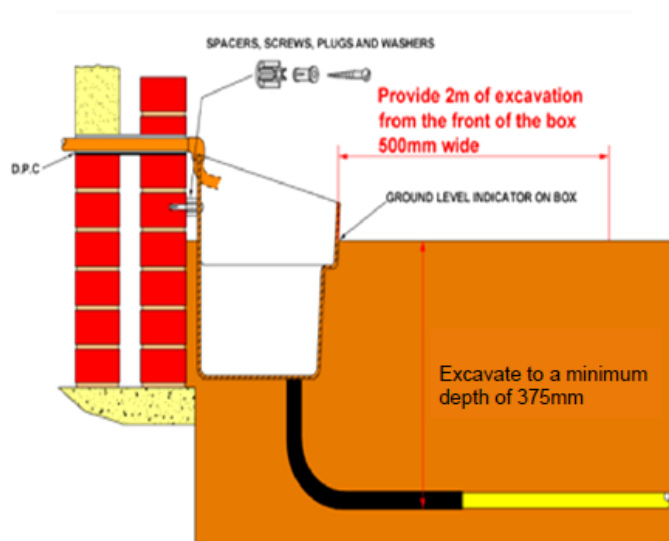 SPACERS, SCREWS, PLUGS AND WASHERS
Provide 2m of excavation
from the front of the box
500mm wide
D.P.C
GROUND LEVEL INDICATOR ON BOX
Excavate to a minimum
depth of 375mm